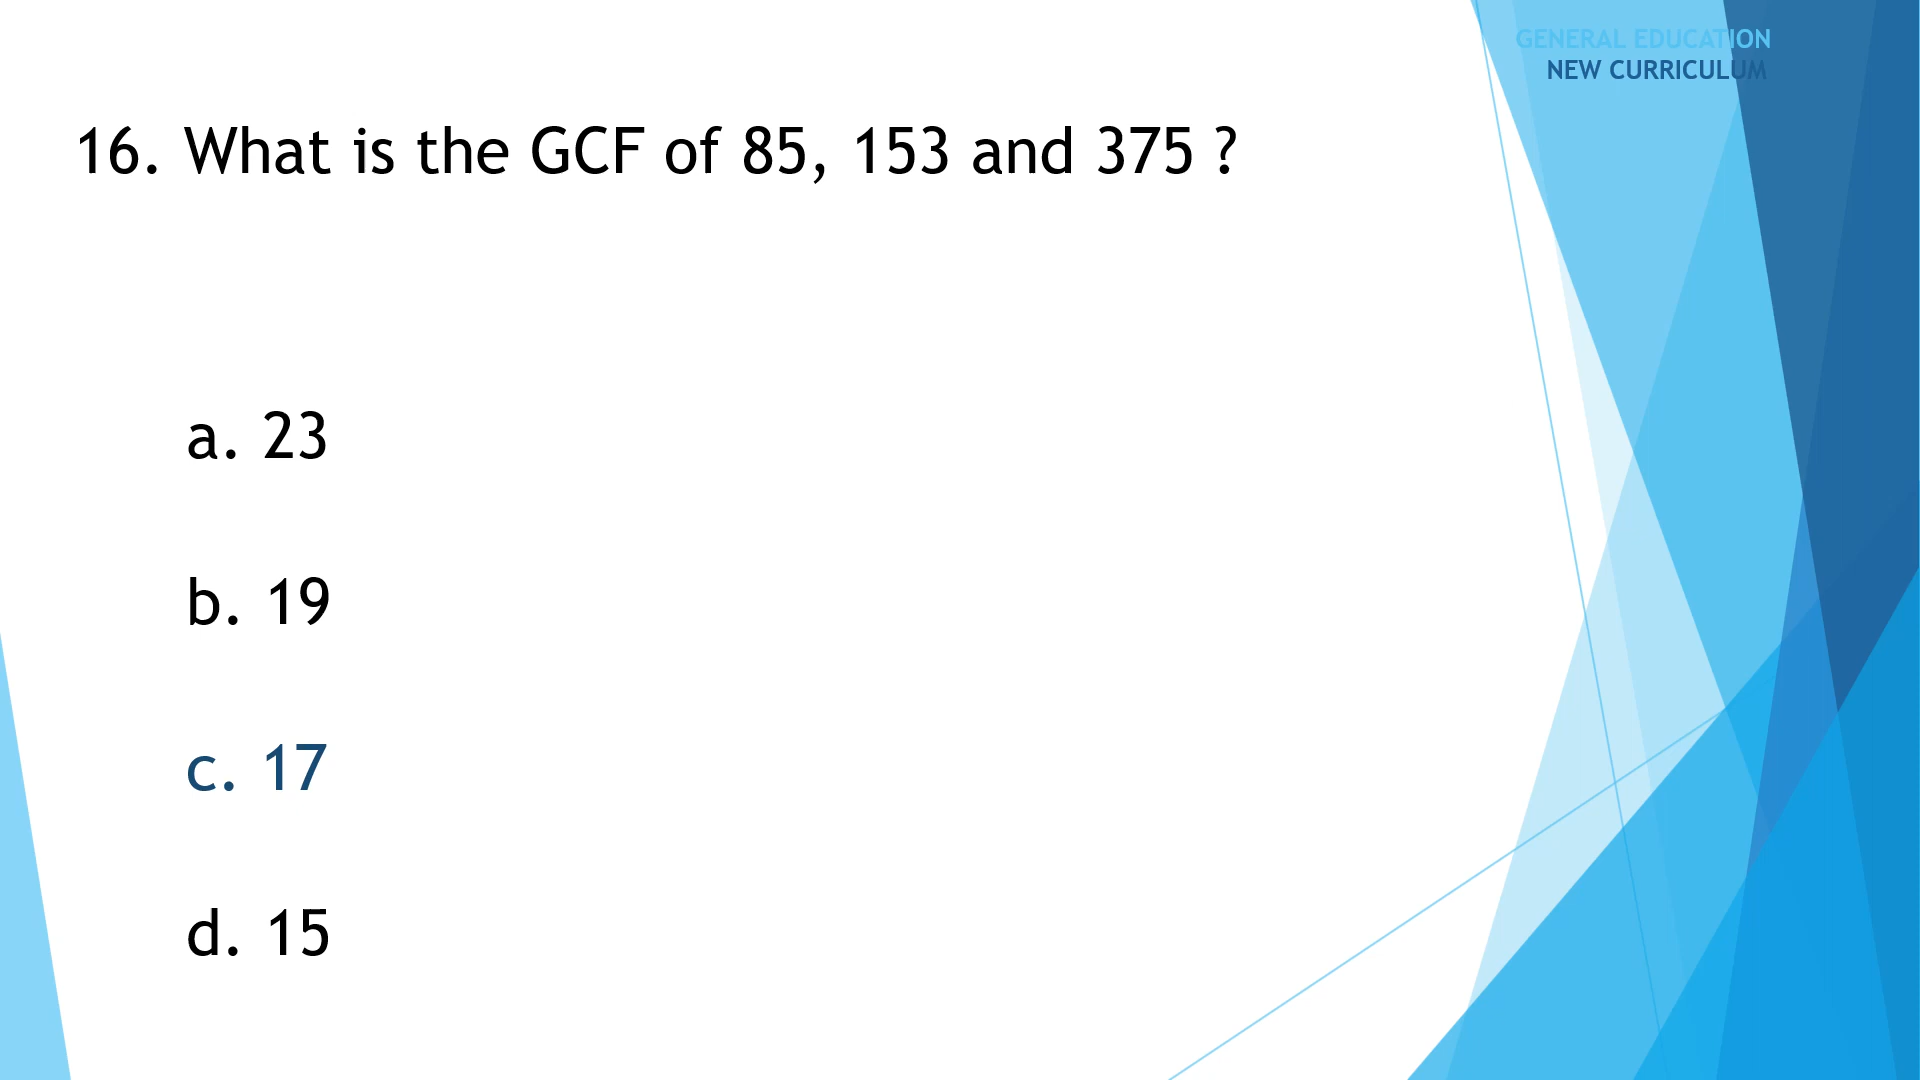 GENERAL EDUCATION
NEW CURRICULUM
16. What is the GCF of 85, 153 and 375 ?
a. 23
b. 19
c. 17
d. 15